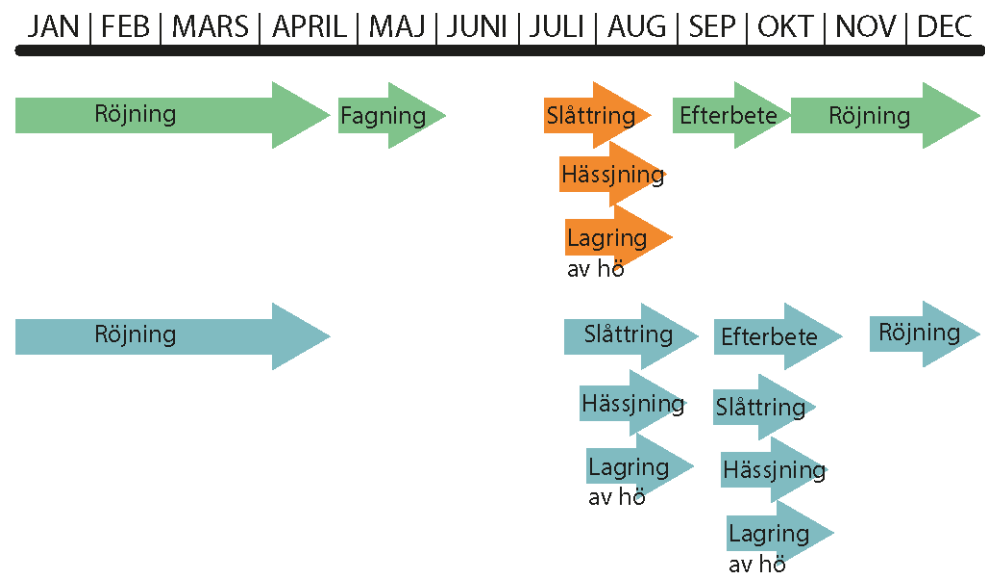 JAN | FEB | MARS | APRIL | MAJ | JUNI | JULI | AUG | SEP | OKT | NOV | DEC
Röjning Fagning Slåttring Efterbete Röjning
Hässjning
Lagring
av hö
Röjning Slåttring Efterbete Röjning
Hässjning Slåttring
Lagring Hässjning
av hö
Lagring
av hö